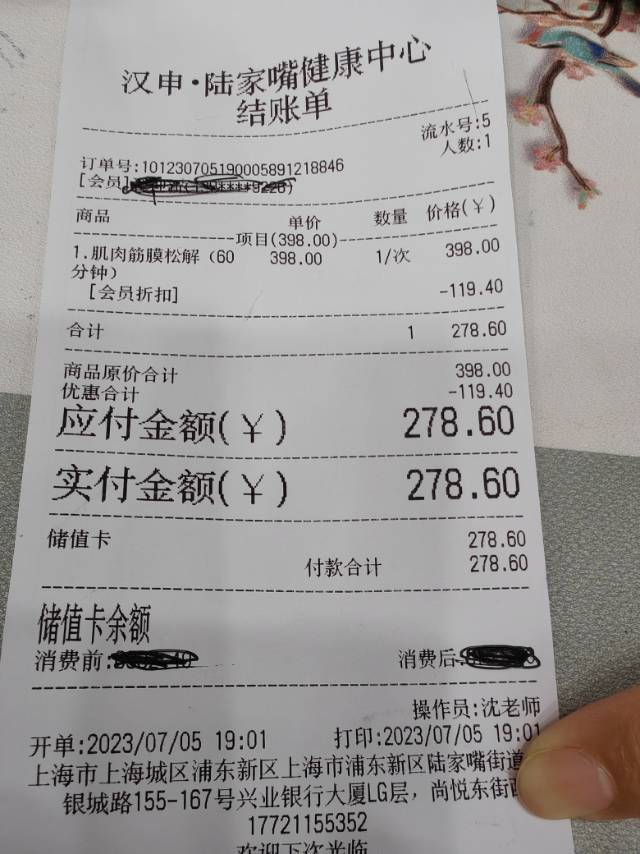 汉申·陆家嘴健康中心
结账单
流水号:5
人数:1
订单号:101230705190005891218846
[会员]
商品 单价 数量 价格(￥)
项目(398.00)
1.肌肉筋膜松解（60 398.00 1/次 398.00
分钟）
[会员折扣] -119.40
合计 1 278.60
商品原价合计 398.00
优惠合计 -119.40
应付金额(￥) 278.60
实付金额(￥) 278.60
储值卡 278.60
付款合计 278.60
储值卡余额
消费前: 消费后:
操作员:沈老师
开单:2023/07/05 19:01 打印:2023/07/05 19:01
上海市上海城区浦东新区上海市浦东新区陆家嘴街道
银城路155-167号兴业银行大厦LG层，尚悦东街
17721155352
欢迎下次光临